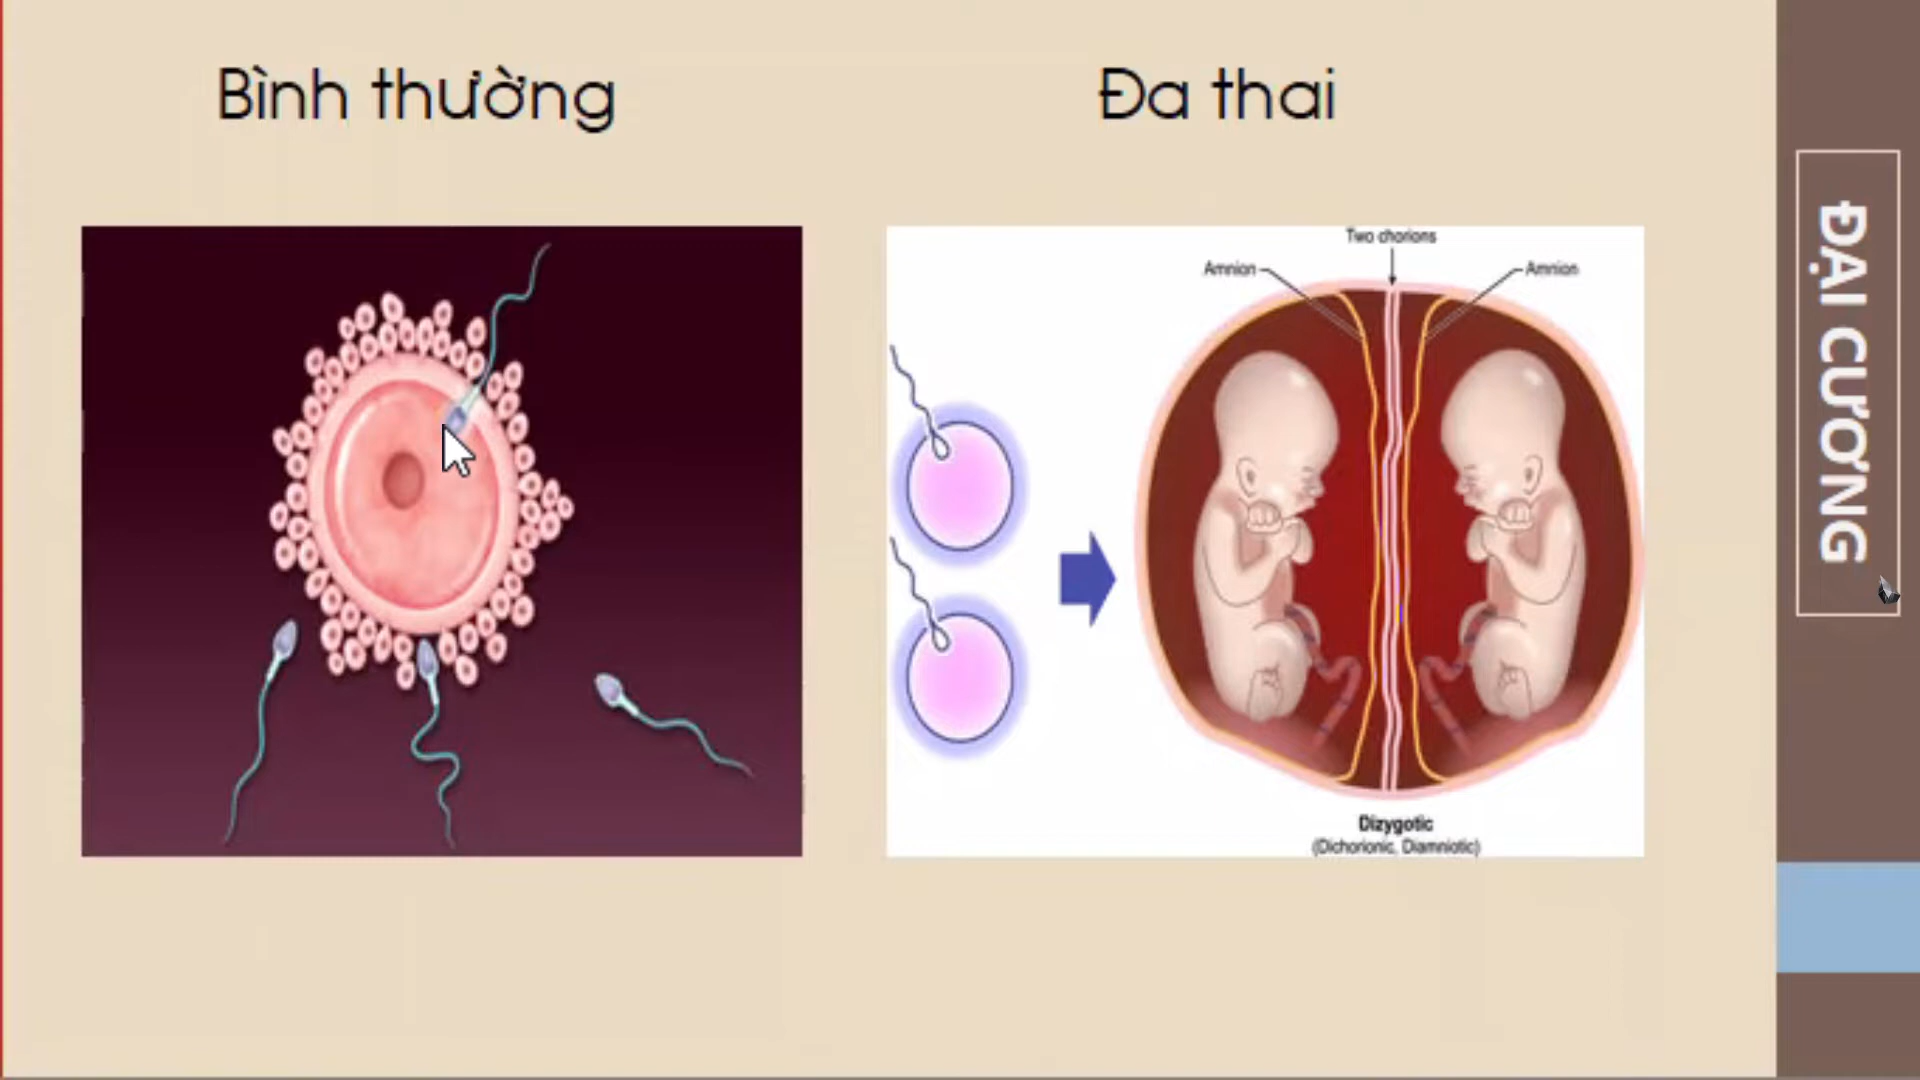 Bình thường
Đa thai
Two chorions
Amnion
Amnion
Dizygotic
(Dichorionic, Diamniotic)
ĐẠI CƯƠNG